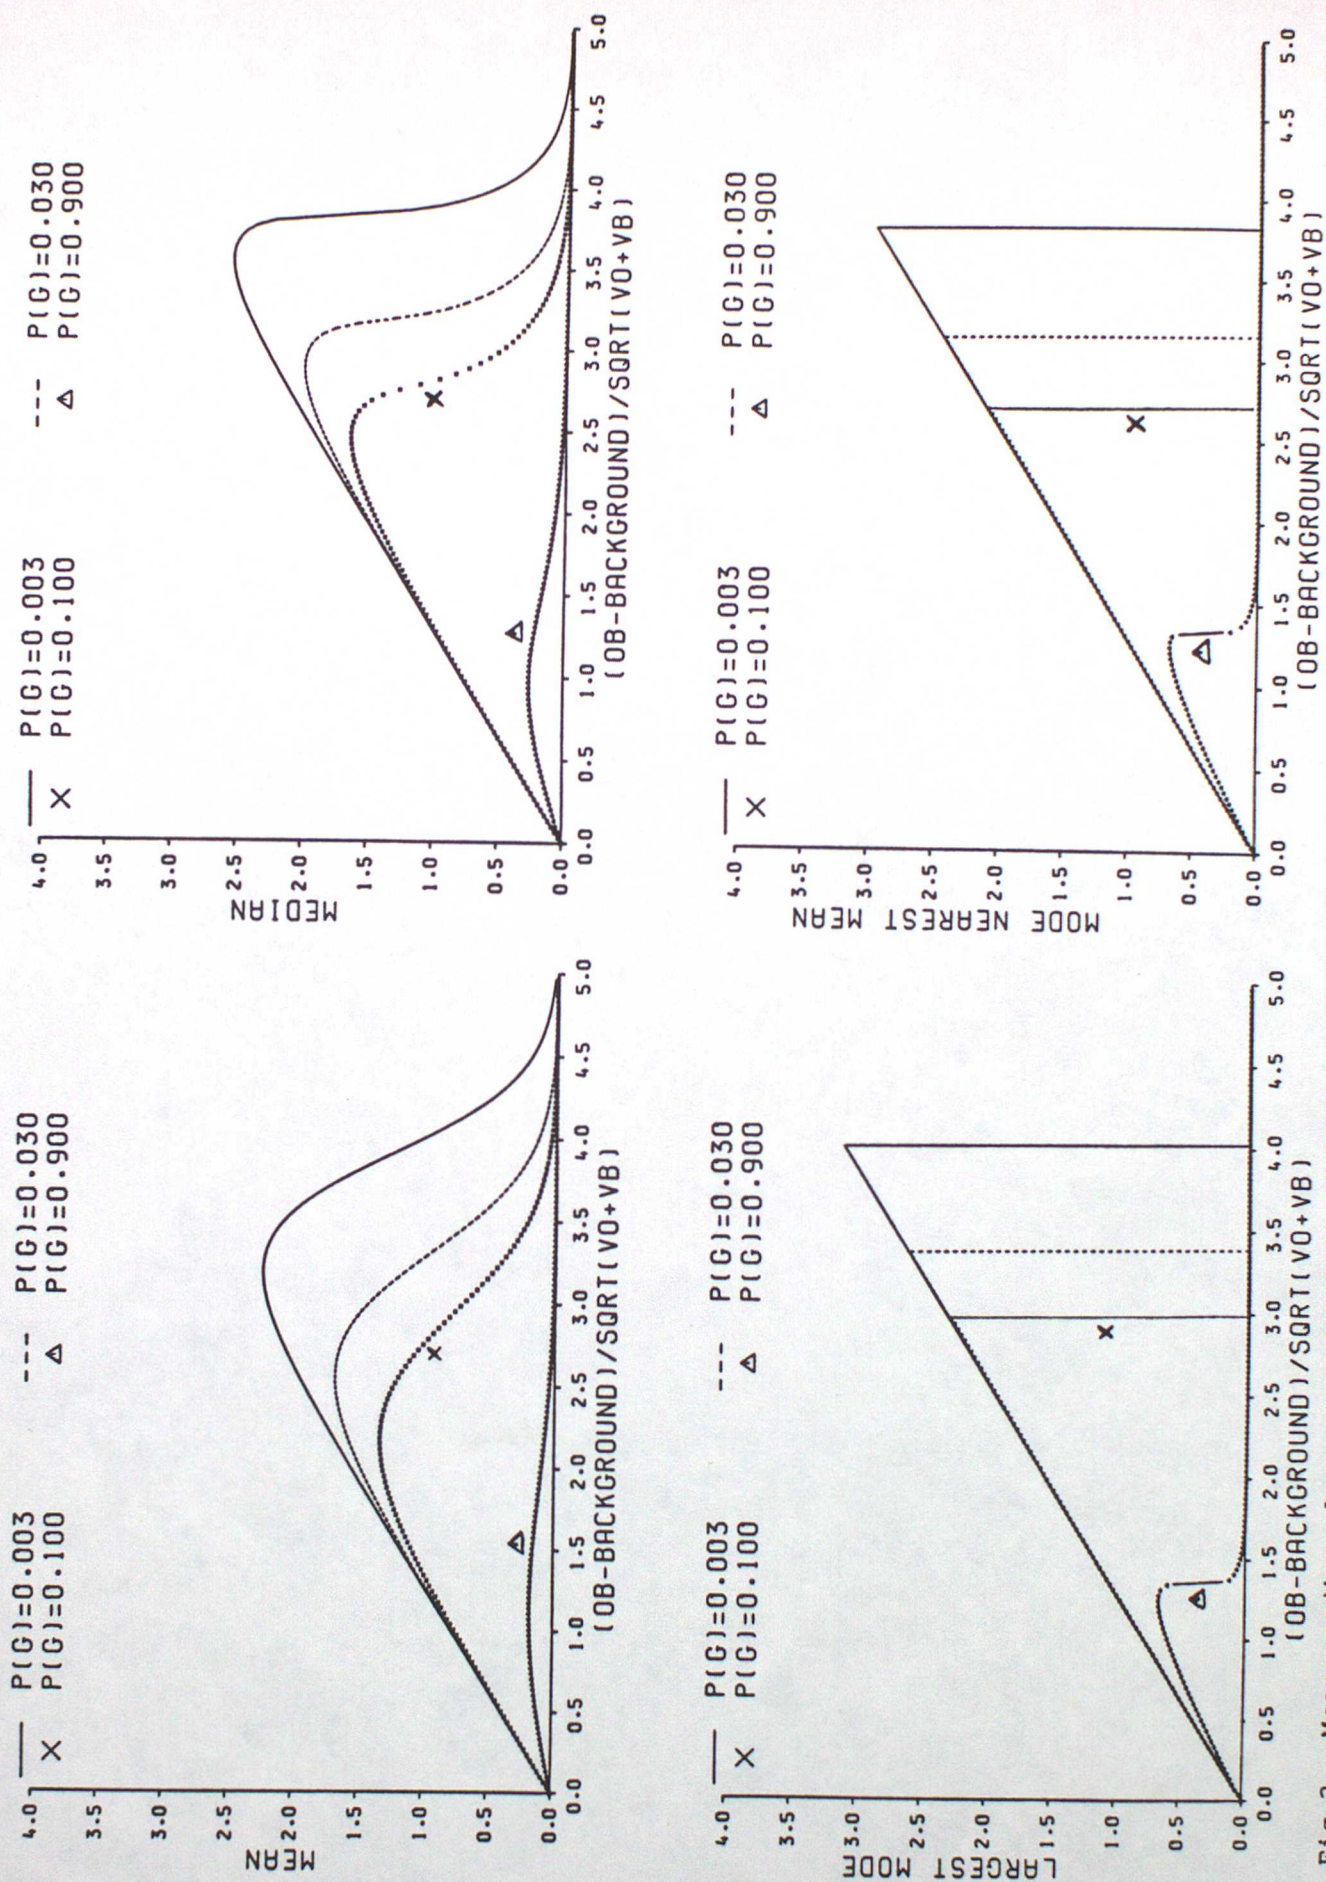 P(G)=0.003 --- P(G)=0.030
X P(G)=0.100 △ P(G)=0.900
MEAN
4.0
3.0
2.5
2.0
1.5
1.0
0.5
0.0
X
△
0.0 0.5 1.0 1.5 2.0 2.5 3.0 3.5 4.0 4.5 5.0
(OB-BACKGROUND)/SQRT(VO+VB)
P(G)=0.003 --- P(G)=0.030
X P(G)=0.100 △ P(G)=0.900
MEDIAN
4.0
3.0
2.5
2.0
1.5
1.0
0.5
0.0
X
△
0.0 0.5 1.0 1.5 2.0 2.5 3.0 3.5 4.0 4.5 5.0
(OB-BACKGROUND)/SQRT(VO+VB)
P(G)=0.003 --- P(G)=0.030
X P(G)=0.100 △ P(G)=0.900
LARGEST MODE
4.0
3.0
2.5
2.0
1.5
1.0
0.5
0.0
X
△
0.0 0.5 1.0 1.5 2.0 2.5 3.0 3.5 4.0 4.5 5.0
(OB-BACKGROUND)/SQRT(VO+VB)
P(G)=0.003 --- P(G)=0.030
X P(G)=0.100 △ P(G)=0.900
MODE NEAREST MEAN
4.0
3.0
2.5
2.0
1.5
1.0
0.5
0.0
X
△
0.0 0.5 1.0 1.5 2.0 2.5 3.0 3.5 4.0 4.5 5.0
(OB-BACKGROUND)/SQRT(VO+VB)
Fig 2